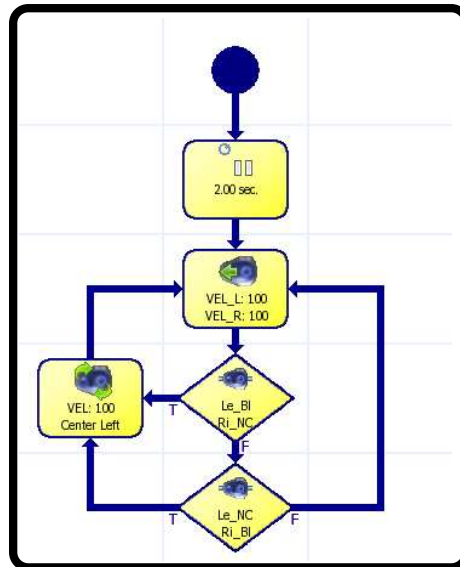 2.00 sec.
VEL_L: 100
VEL_R: 100
Le_Bl
Ri_NC
T
F
VEL: 100
Center Left
Le_NC
Ri_Bl
T
F